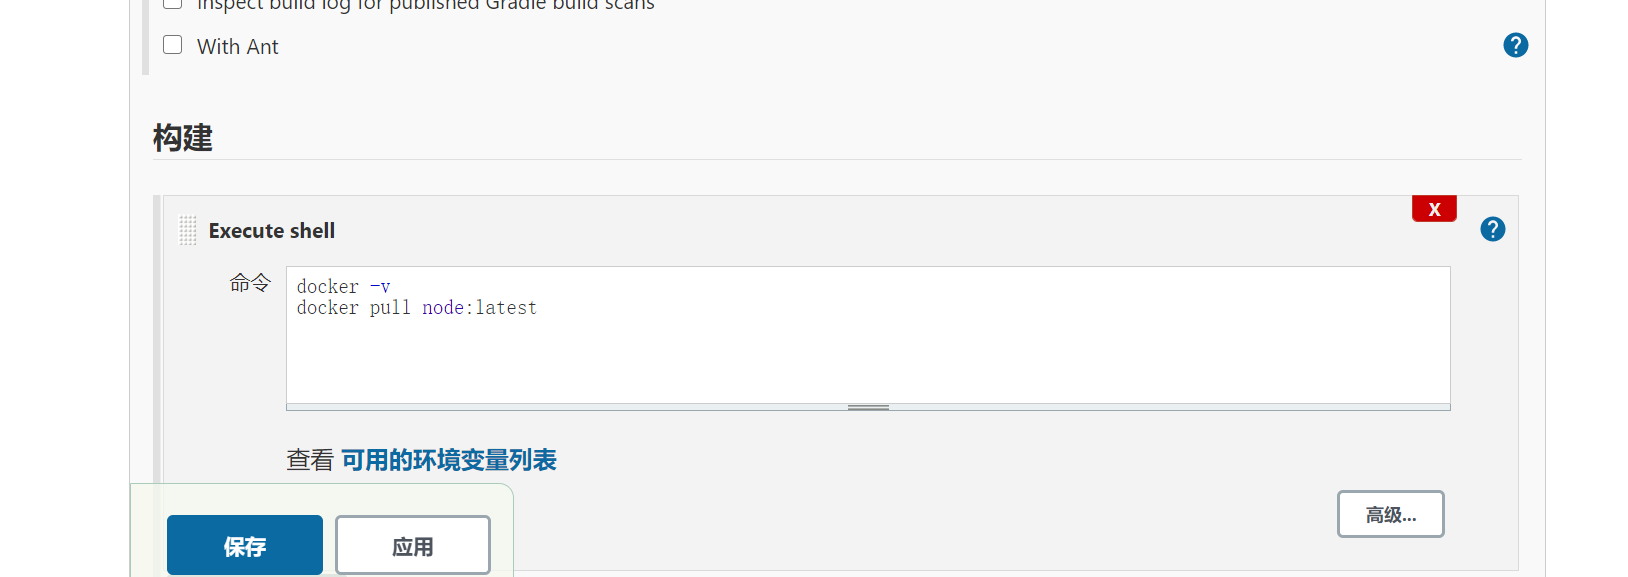 Inspect build log for published Gradle build scans
With Ant
?
构建
X
Execute shell
?
命令
docker -v
docker pull node:latest
查看 可用的环境变量列表
高级...
保存
应用